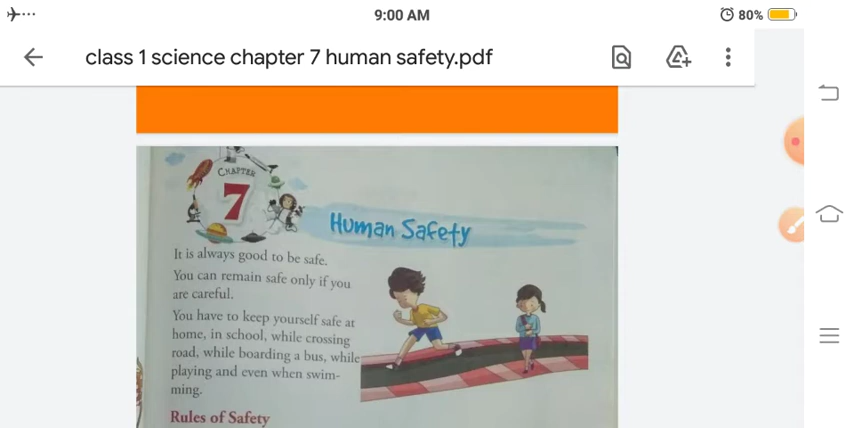 9:00 AM
80%
class 1 science chapter 7 human safety.pdf
CHAPTER
7
Human Safety
It is always good to be safe.
You can remain safe only if you
are careful.
You have to keep yourself safe at
home, in school, while crossing
road, while boarding a bus, while
playing and even when swim-
ming.
Rules of Safety